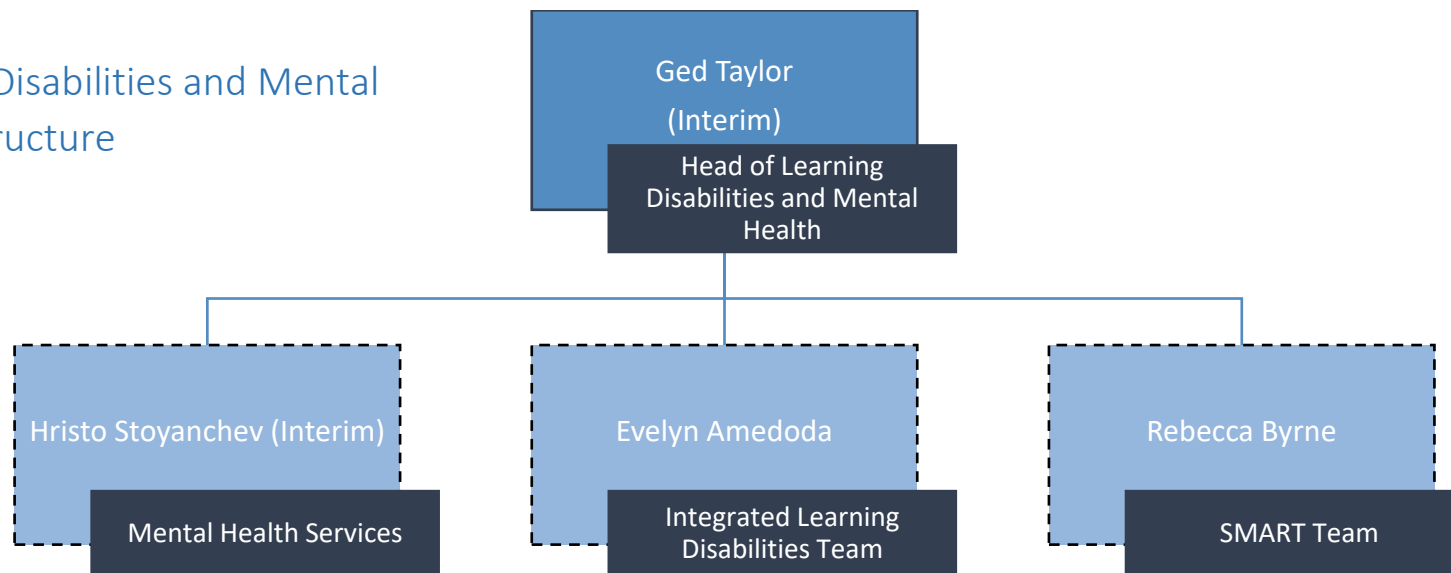 Disabilities and Mental
ructure
Ged Taylor
(Interim)
Head of Learning
Disabilities and Mental
Health
Hristo Stoyanchev (Interim)
Mental Health Services
Evelyn Amedoda
Integrated Learning
Disabilities Team
Rebecca Byrne
SMART Team